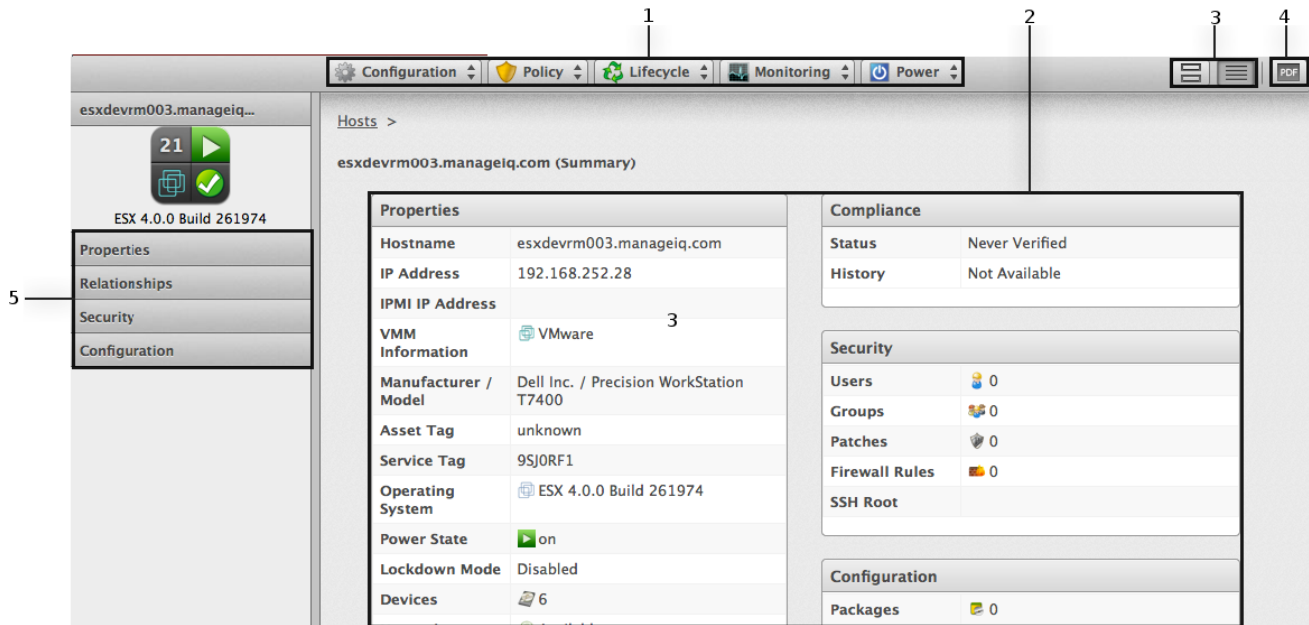 1
2
3
4
Configuration
Policy
Lifecycle
Monitoring
Power
PDF
esxdevrm003.manageiq...
21
ESX 4.0.0 Build 261974
5
Properties
Relationships
Security
Configuration
Hosts >
esxdevrm003.manageiq.com (Summary)
Properties
Hostname esxdevrm003.manageiq.com
IP Address 192.168.252.28
IPMI IP Address
3
VMM Information VMware
Manufacturer / Dell Inc. / Precision WorkStation
Model T7400
Asset Tag unknown
Service Tag 9SJ0RF1
Operating System ESX 4.0.0 Build 261974
Power State on
Lockdown Mode Disabled
Devices 6
Compliance
Status Never Verified
History Not Available
Security
Users 0
Groups 0
Patches 0
Firewall Rules 0
SSH Root
Configuration
Packages 0